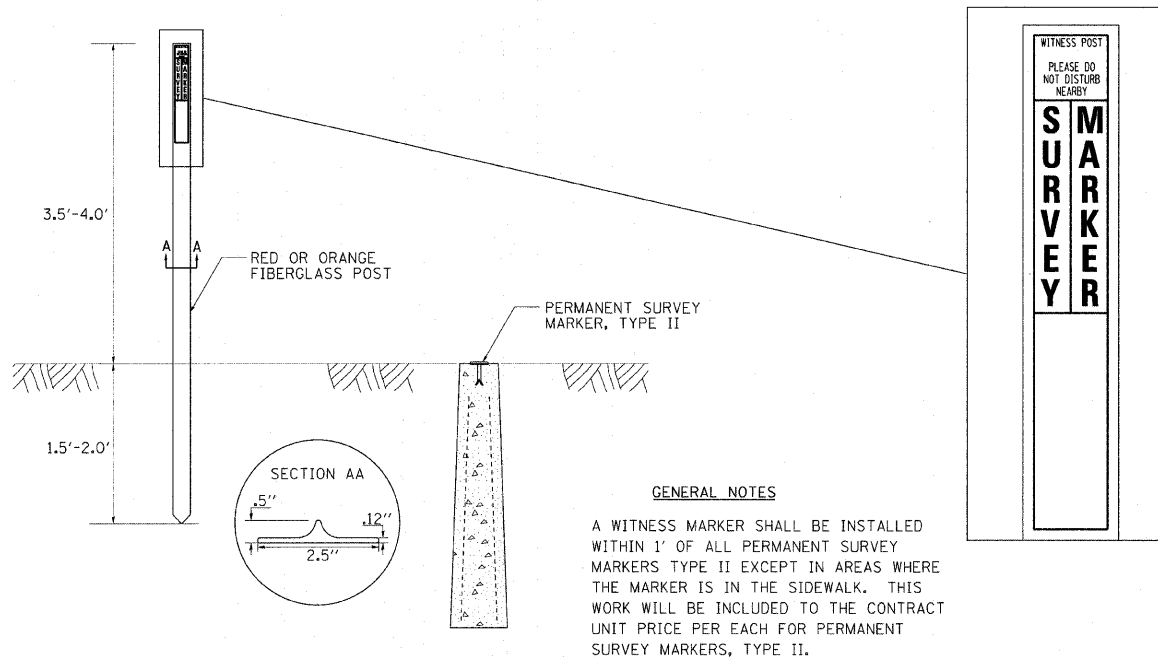 WITNESS POST
PLEASE DO
NOT DISTURB
NEARBY
SURVEY
MARKER
3.5'-4.0'
A A
RED OR ORANGE
FIBERGLASS POST
PERMANENT SURVEY
MARKER, TYPE II
1.5'-2.0'
SECTION AA
.5"
.12"
2.5"
GENERAL NOTES
A WITNESS MARKER SHALL BE INSTALLED
WITHIN 1' OF ALL PERMANENT SURVEY
MARKERS TYPE II EXCEPT IN AREAS WHERE
THE MARKER IS IN THE SIDEWALK. THIS
WORK WILL BE INCLUDED TO THE CONTRACT
UNIT PRICE PER EACH FOR PERMANENT
SURVEY MARKERS, TYPE II.
SURVEY
MARKER